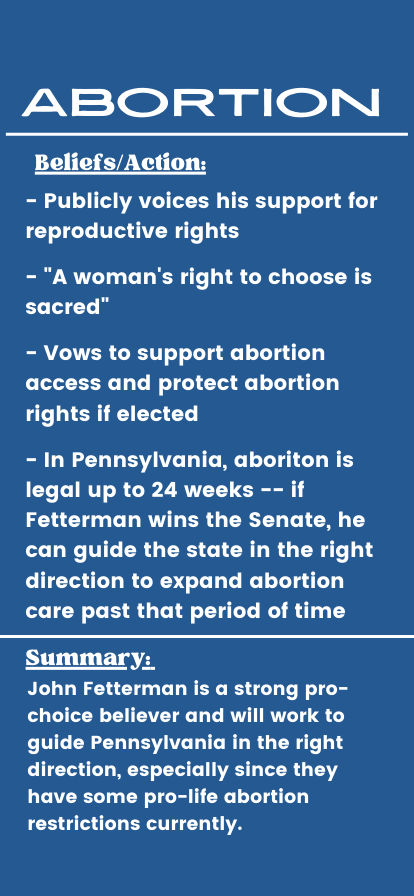 ABORTION
Beliefs/Action:
- Publicly voices his support for
reproductive rights
- "A woman's right to choose is
sacred"
- Vows to support abortion
access and protect abortion
rights if elected
- In Pennsylvania, aboriton is
legal up to 24 weeks -- if
Fetterman wins the Senate, he
can guide the state in the right
direction to expand abortion
care past that period of time
Summary:
John Fetterman is a strong pro-
choice believer and will work to
guide Pennsylvania in the right
direction, especially since they
have some pro-life abortion
restrictions currently.